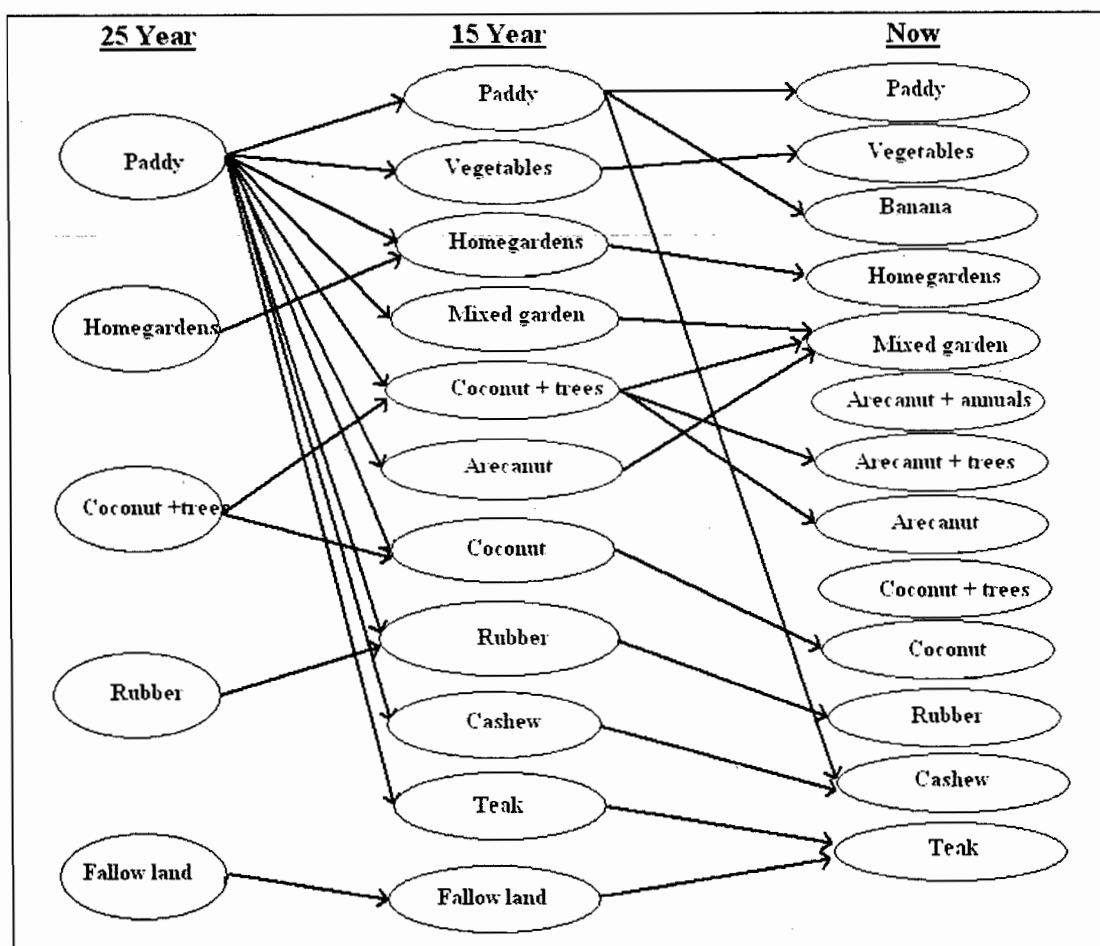 25 Year
15 Year
Now
Paddy
Homegardens
Coconut +trees
Rubber
Fallow land
Paddy
Vegetables
Homegardens
Mixed garden
Coconut + trees
Arecanut
Coconut
Rubber
Cashew
Teak
Fallow land
Paddy
Vegetables
Banana
Homegardens
Mixed garden
Arecanut + annuals
Arecanut + trees
Arecanut
Coconut + trees
Coconut
Rubber
Cashew
Teak